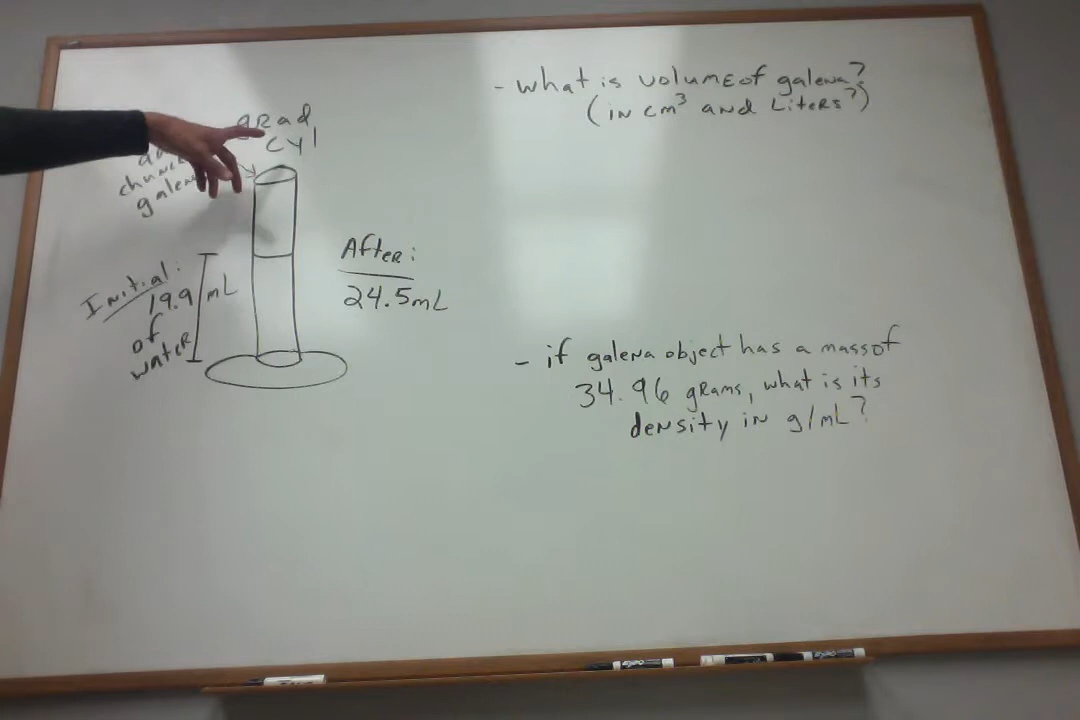 - What is volume of galena?
(in cm³ and Liters?)
grad
cyl
chunk
galena
Initial:
19.9 mL
of
water
After:
24.5mL
- if galena object has a mass of
34.96 grams, what is its
density in g/mL?
EXPO